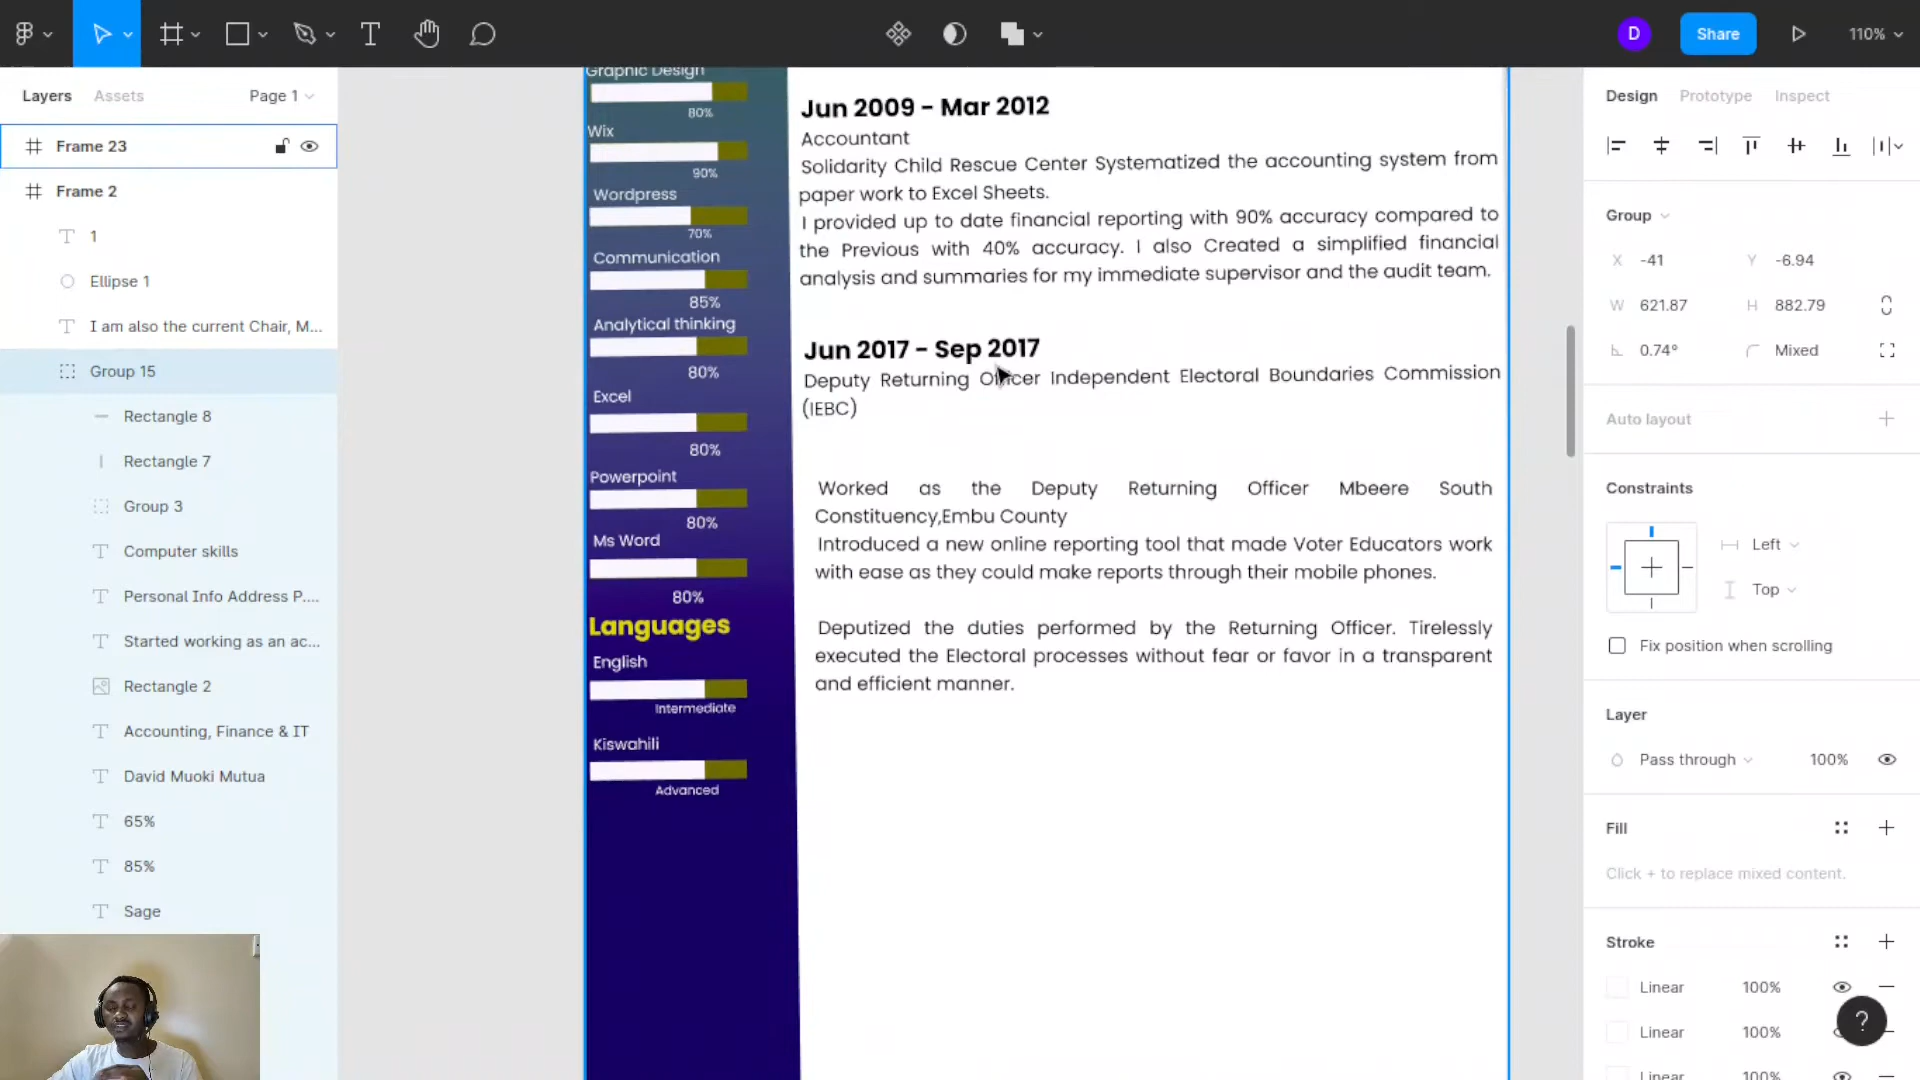 D
Share
110%
Layers
Assets
Page 1
Frame 23
Frame 2
1
Ellipse 1
I am also the current Chair, M...
Group 15
Rectangle 8
Rectangle 7
Group 3
Computer skills
Personal Info Address P....
Started working as an ac...
Rectangle 2
Accounting, Finance & IT
David Muoki Mutua
65%
85%
Sage
Graphic Design
80%
Wix
90%
Wordpress
70%
Communication
85%
Analytical thinking
80%
Excel
80%
Powerpoint
80%
Ms Word
80%
Languages
English
Intermediate
Kiswahili
Advanced
Jun 2009 - Mar 2012
Accountant
Solidarity Child Rescue Center Systematized the accounting system from
paper work to Excel Sheets.
I provided up to date financial reporting with 90% accuracy compared to
the Previous with 40% accuracy. I also Created a simplified financial
analysis and summaries for my immediate supervisor and the audit team.
Jun 2017 - Sep 2017
Deputy Returning Officer Independent Electoral Boundaries Commission
(IEBC)
Worked as the Deputy Returning Officer Mbeere South
Constituency,Embu County
Introduced a new online reporting tool that made Voter Educators work
with ease as they could make reports through their mobile phones.
Deputized the duties performed by the Returning Officer. Tirelessly
executed the Electoral processes without fear or favor in a transparent
and efficient manner.
Design
Prototype
Inspect
Group
X -41
Y -6.94
W 621.87
H 882.79
0.74°
Mixed
Auto layout
Constraints
Left
Top
Fix position when scrolling
Layer
Pass through
100%
Fill
Click + to replace mixed content.
Stroke
Linear 100%
Linear 100%
Linear 100%
?